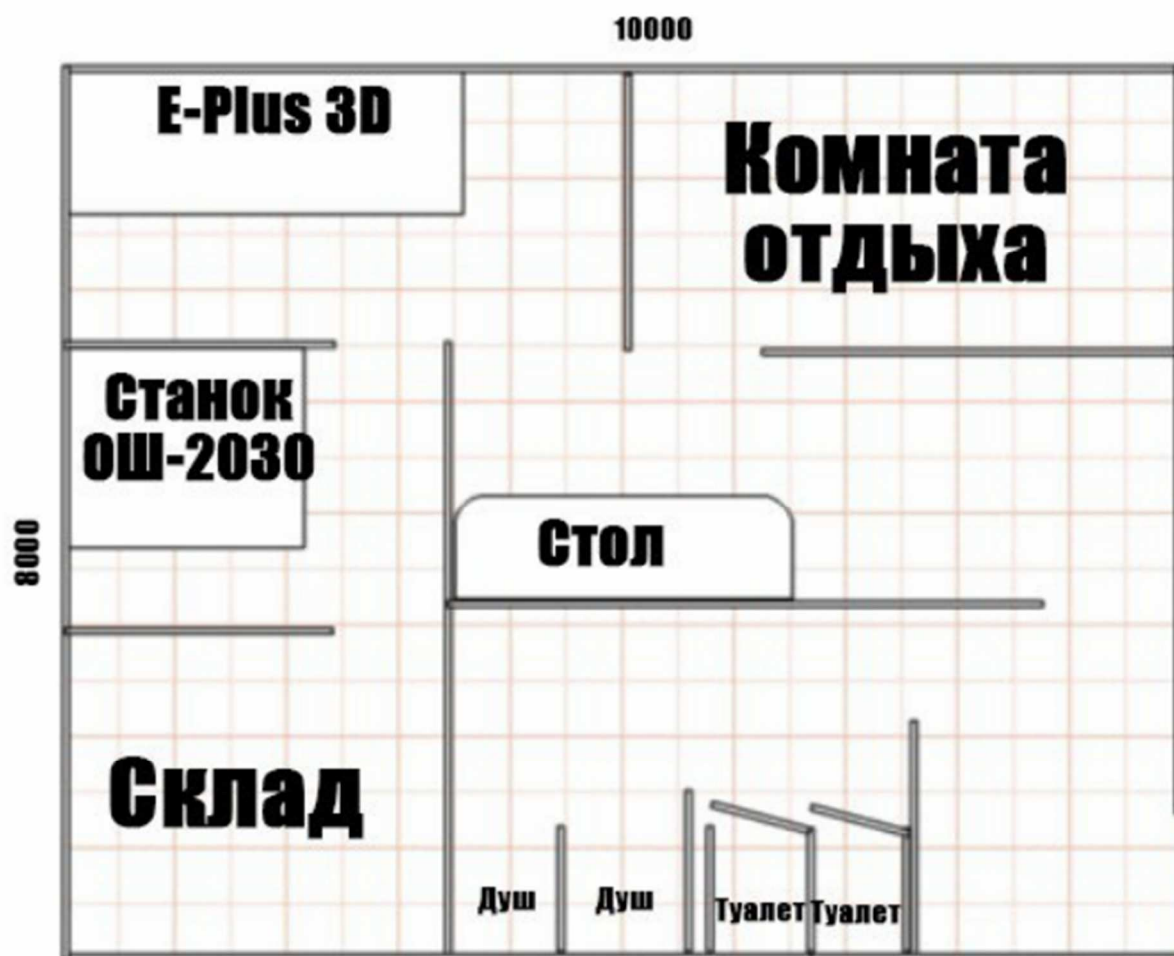 10000
E-Plus 3D
Комната
отдыха
Станок
ОШ-2030
8000
Стол
Склад
Душ
Душ
Туалет
Туалет